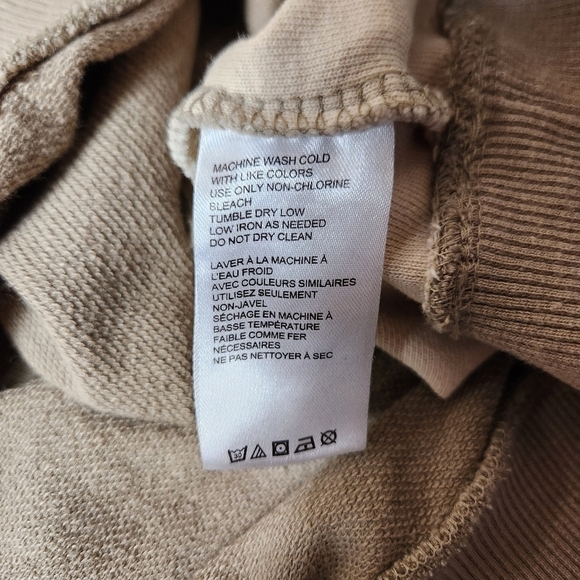 MACHINE WASH COLD
WITH LIKE COLORS
USE ONLY NON-CHLORINE
BLEACH
TUMBLE DRY LOW
LOW IRON AS NEEDED
DO NOT DRY CLEAN
LAVER À LA MACHINE À
L'EAU FROID
AVEC COULEURS SIMILAIRES
UTILISEZ SEULEMENT
NON-JAVEL
SÉCHAGE EN MACHINE À
BASSE TEMPÉRATURE
FAIBLE COMME FER
NÉCESSAIRES
NE PAS NETTOYER À SEC
30